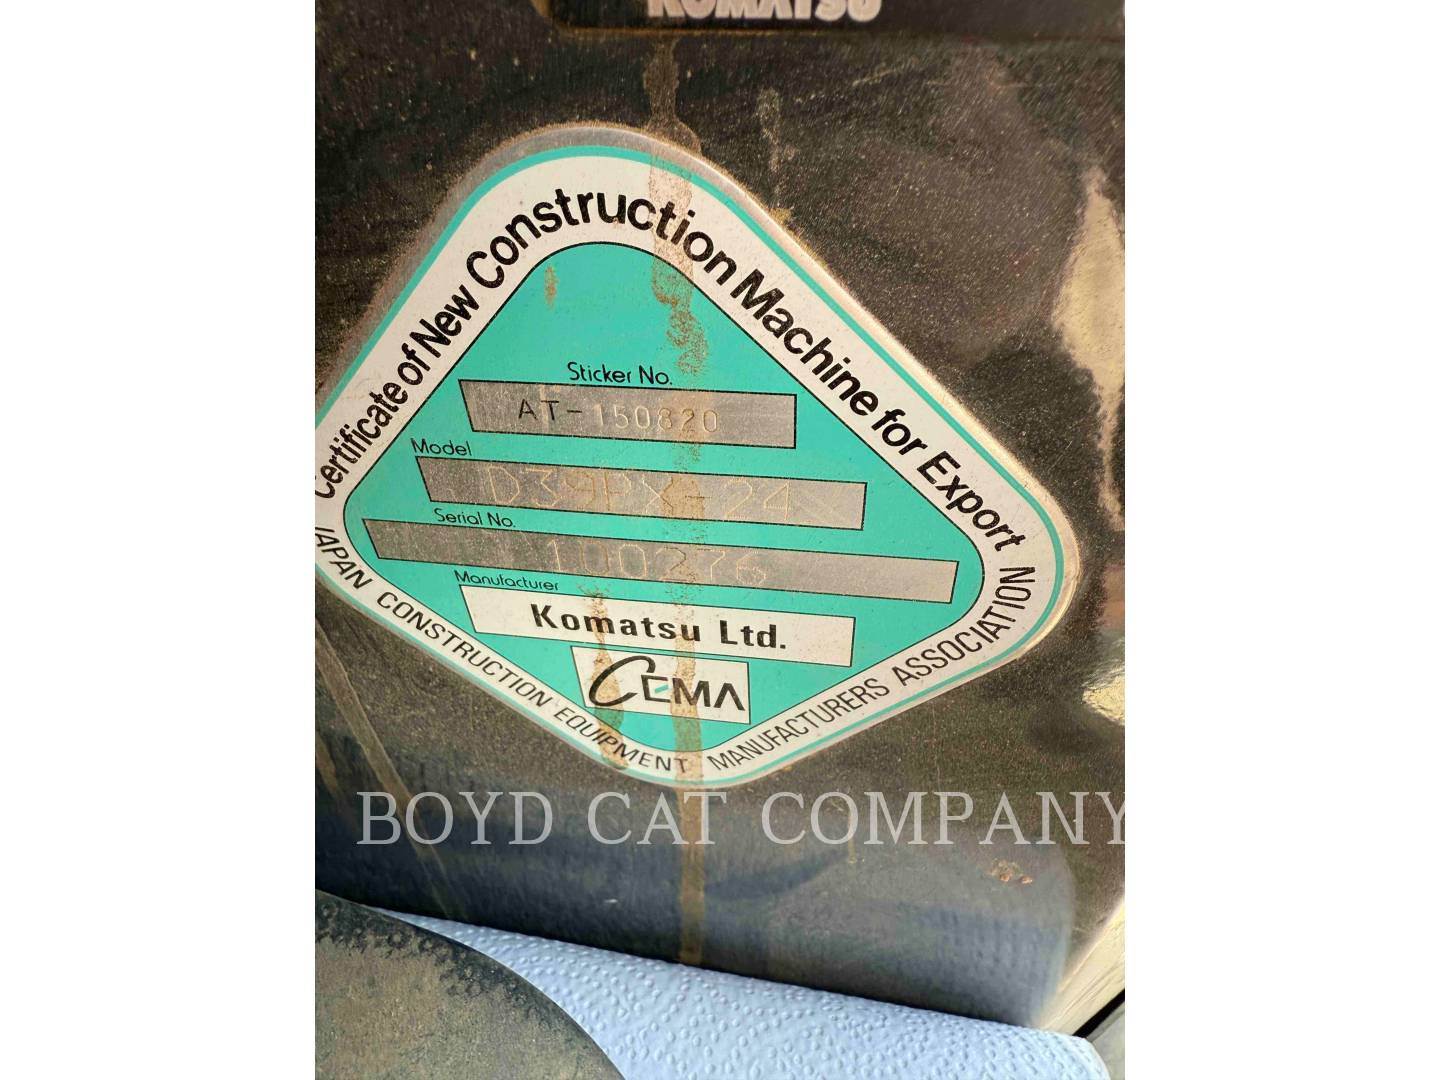 KOMATSU
Certificate of New Construction Machine for Export
Sticker No.
AT-150820
Model
D39PX-24
Serial No.
100276
Manufacturer
Komatsu Ltd.
CEMA
JAPAN CONSTRUCTION EQUIPMENT MANUFACTURERS ASSOCIATION
BOYD CAT COMPANY